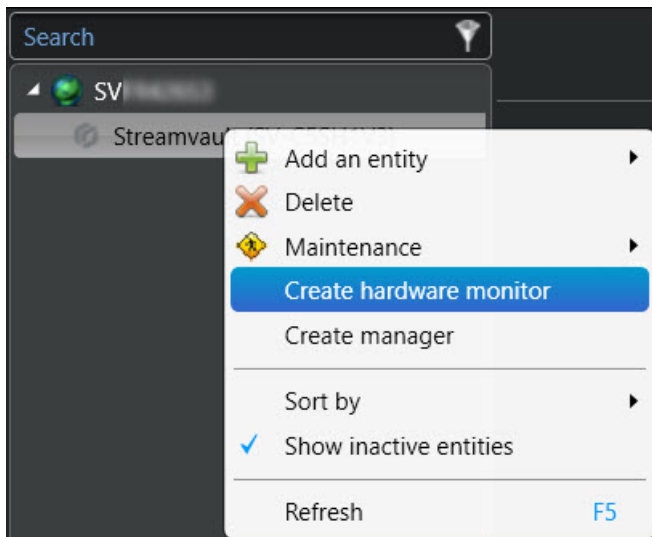 Search
SV
Streamvau
Add an entity
Delete
Maintenance
Create hardware monitor
Create manager
Sort by
Show inactive entities
Refresh F5